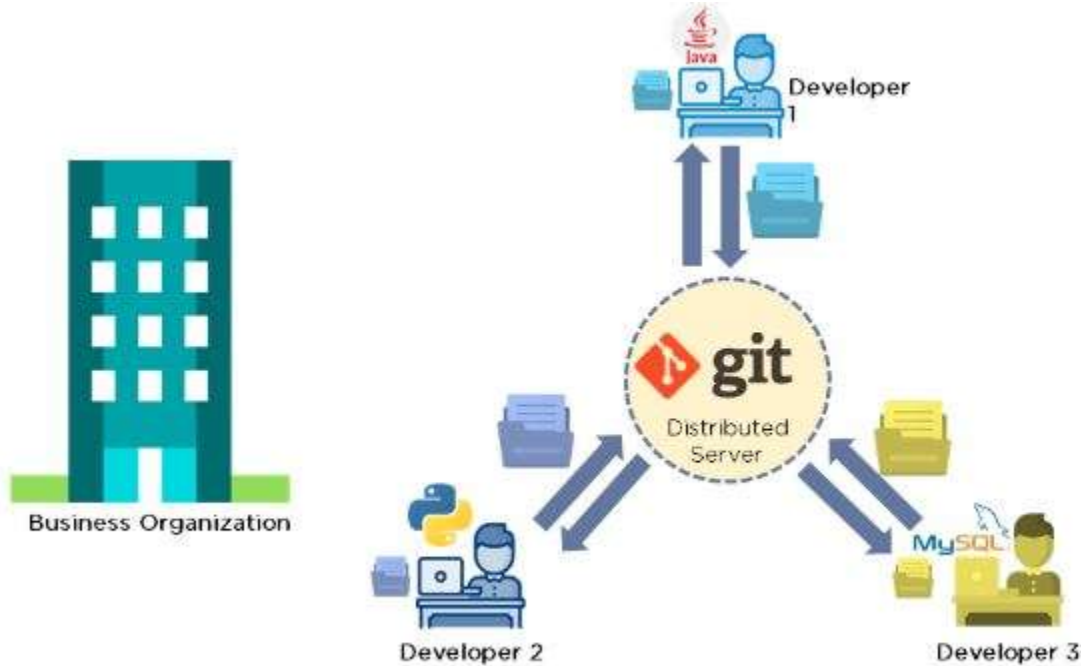 Java
Developer
1
git
Distributed
Server
Business Organization
MySQL
Developer 2
Developer 3